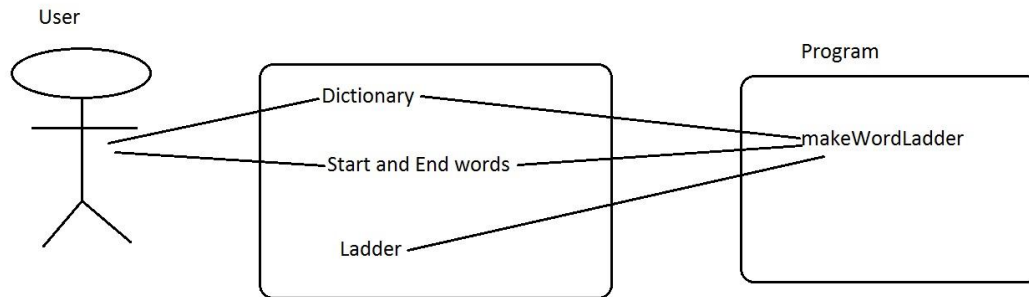 User
Program
Dictionary
makeWordLadder
Start and End words
Ladder